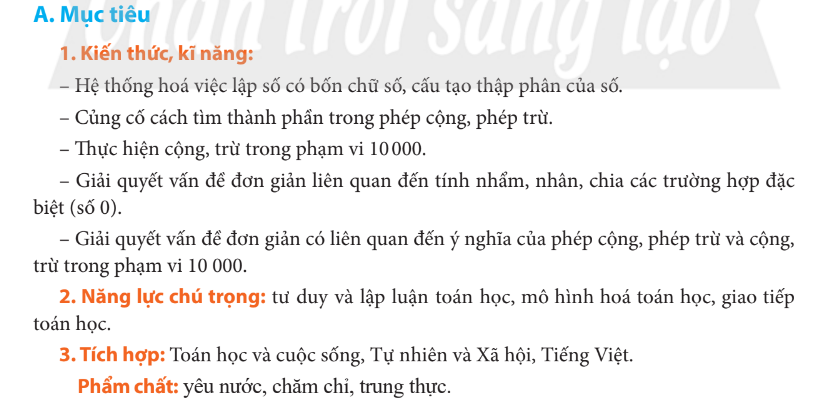 Chân trời sáng tạo
A. Mục tiêu
1. Kiến thức, kĩ năng:
– Hệ thống hoá việc lập số có bốn chữ số, cấu tạo thập phân của số.
– Củng cố cách tìm thành phần trong phép cộng, phép trừ.
– Thực hiện cộng, trừ trong phạm vi 10 000.
– Giải quyết vấn đề đơn giản liên quan đến tính nhẩm, nhân, chia các trường hợp đặc
biệt (số 0).
– Giải quyết vấn đề đơn giản có liên quan đến ý nghĩa của phép cộng, phép trừ và cộng,
trừ trong phạm vi 10 000.
2. Năng lực chú trọng: tư duy và lập luận toán học, mô hình hoá toán học, giao tiếp
toán học.
3. Tích hợp: Toán học và cuộc sống, Tự nhiên và Xã hội, Tiếng Việt.
Phẩm chất: yêu nước, chăm chỉ, trung thực.